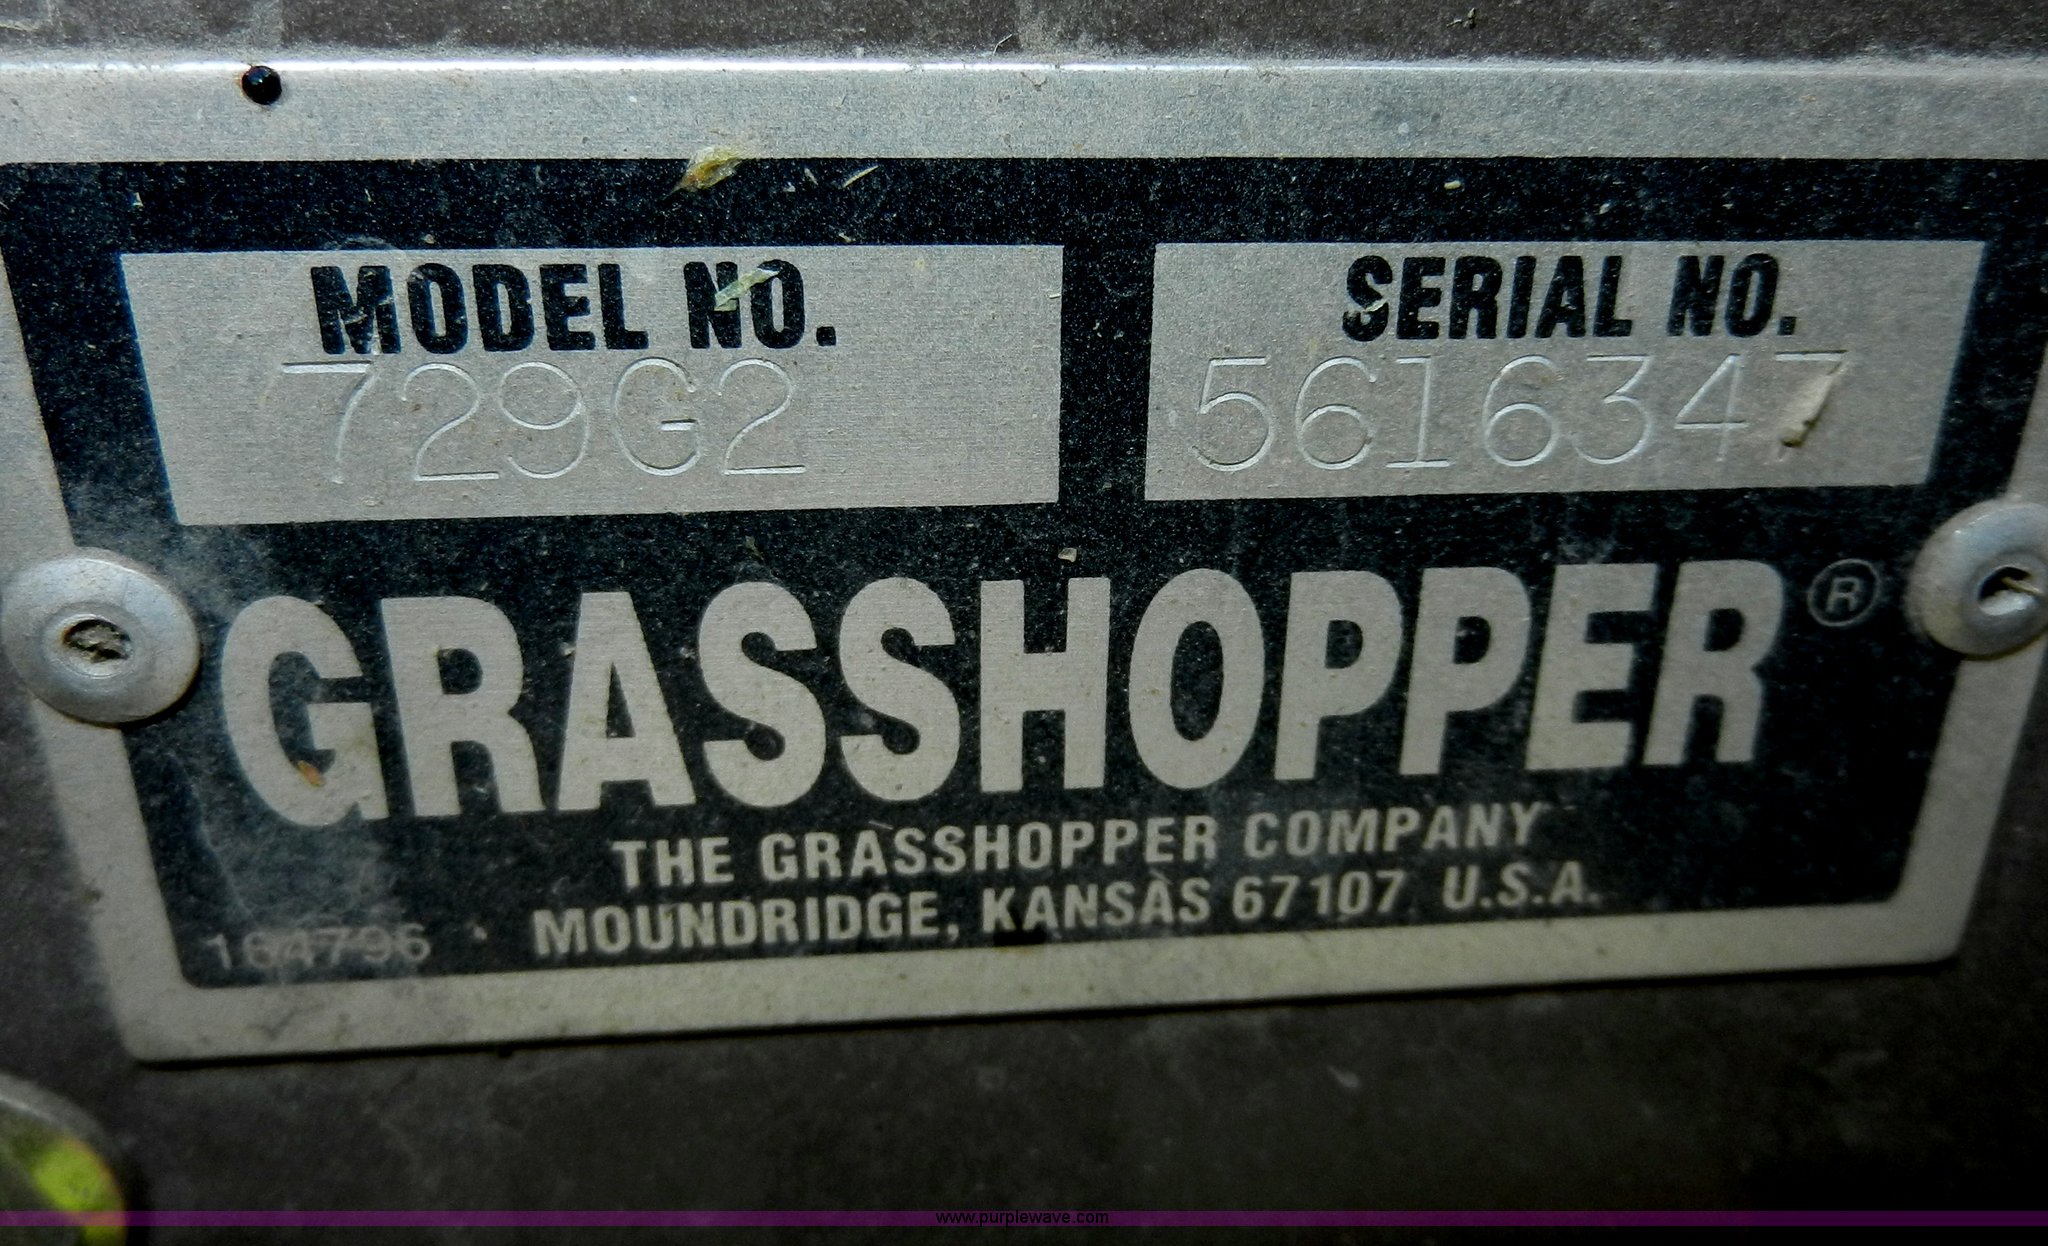 MODEL NO.
729G2
SERIAL NO.
5616347
GRASSHOPPER®
THE GRASSHOPPER COMPANY
MOUNDRIDGE, KANSAS 67107 U.S.A.
164796
www.purplewave.com